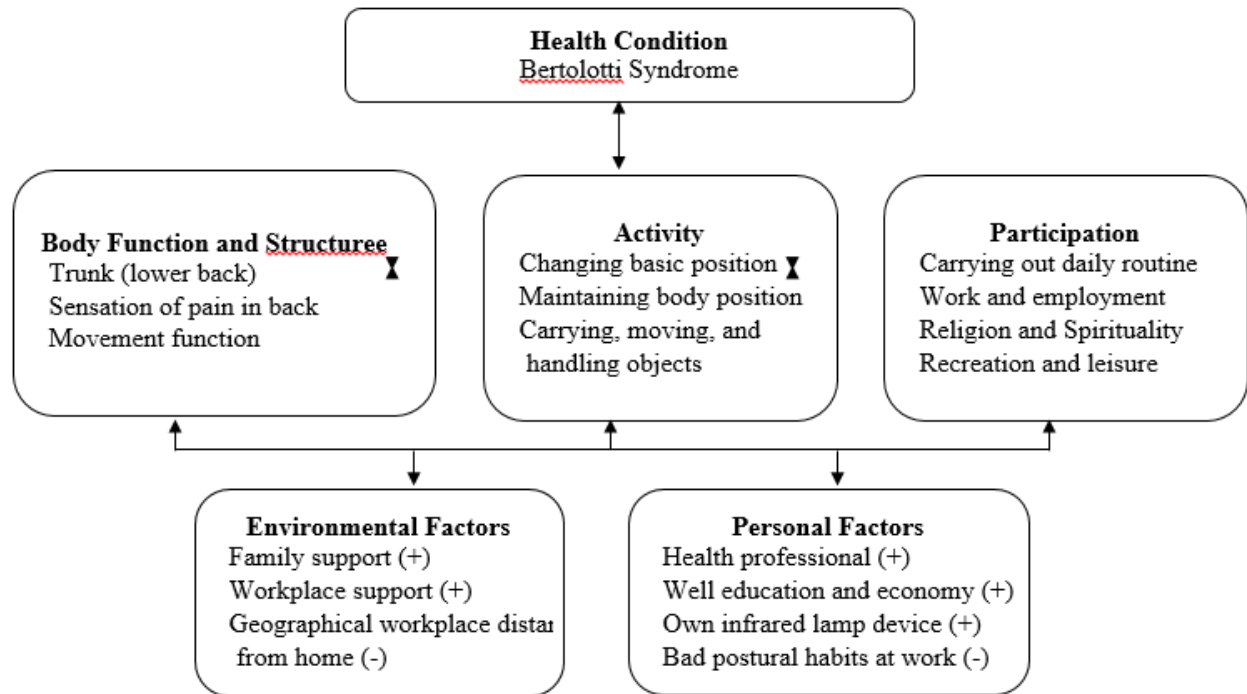 Health Condition
Bertolotti Syndrome
Body Function and Structuree
Trunk (lower back)
Sensation of pain in back
Movement function
Activity
Changing basic position
Maintaining body position
Carrying, moving, and
handling objects
Participation
Carrying out daily routine
Work and employment
Religion and Spirituality
Recreation and leisure
Environmental Factors
Family support (+)
Workplace support (+)
Geographical workplace distan
from home (-)
Personal Factors
Health professional (+)
Well education and economy (+)
Own infrared lamp device (+)
Bad postural habits at work (-)